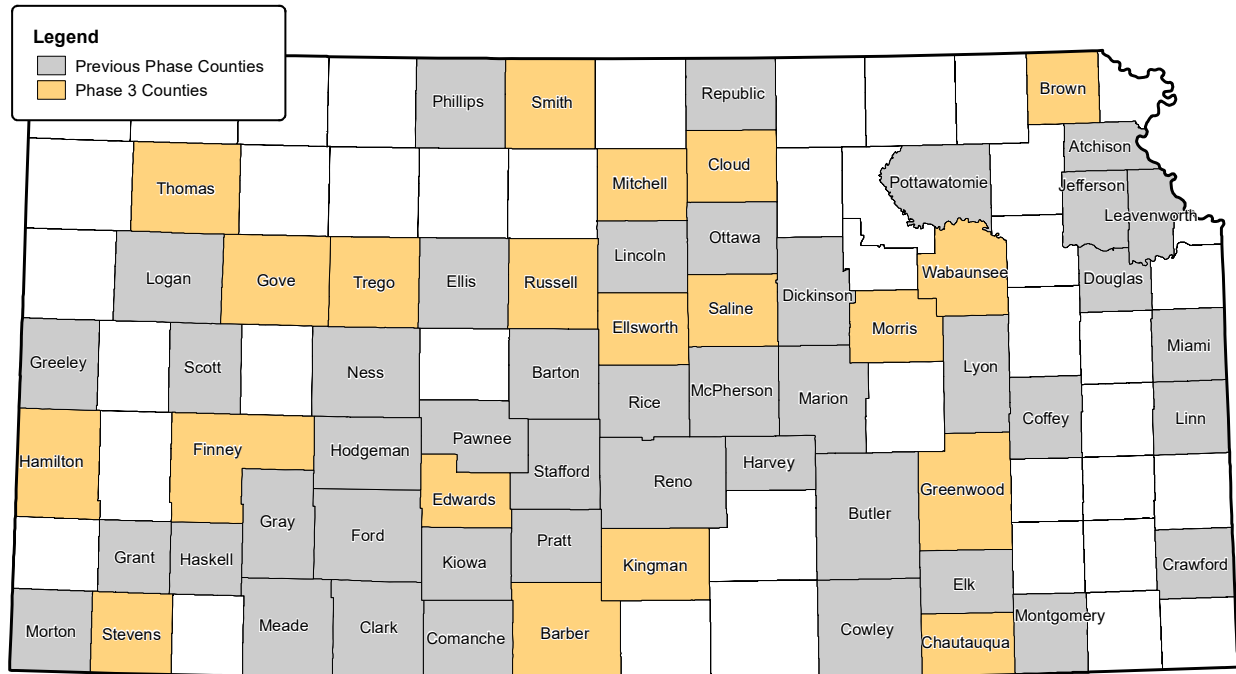 Legend
Previous Phase Counties
Phase 3 Counties
Phillips
Smith
Republic
Brown
Thomas
Mitchell
Cloud
Pottawatomie
Atchison
Jefferson
Leavenworth
Logan
Gove
Trego
Ellis
Russell
Lincoln
Ottawa
Dickinson
Wabaunsee
Douglas
Ellsworth
Saline
Morris
Greeley
Scott
Ness
Barton
Rice
McPherson
Marion
Lyon
Miami
Coffey
Linn
Hamilton
Finney
Hodgeman
Pawnee
Stafford
Reno
Harvey
Edwards
Greenwood
Gray
Ford
Pratt
Butler
Grant
Haskell
Kiowa
Kingman
Elk
Crawford
Morton
Stevens
Meade
Clark
Comanche
Barber
Cowley
Chautauqua
Montgomery